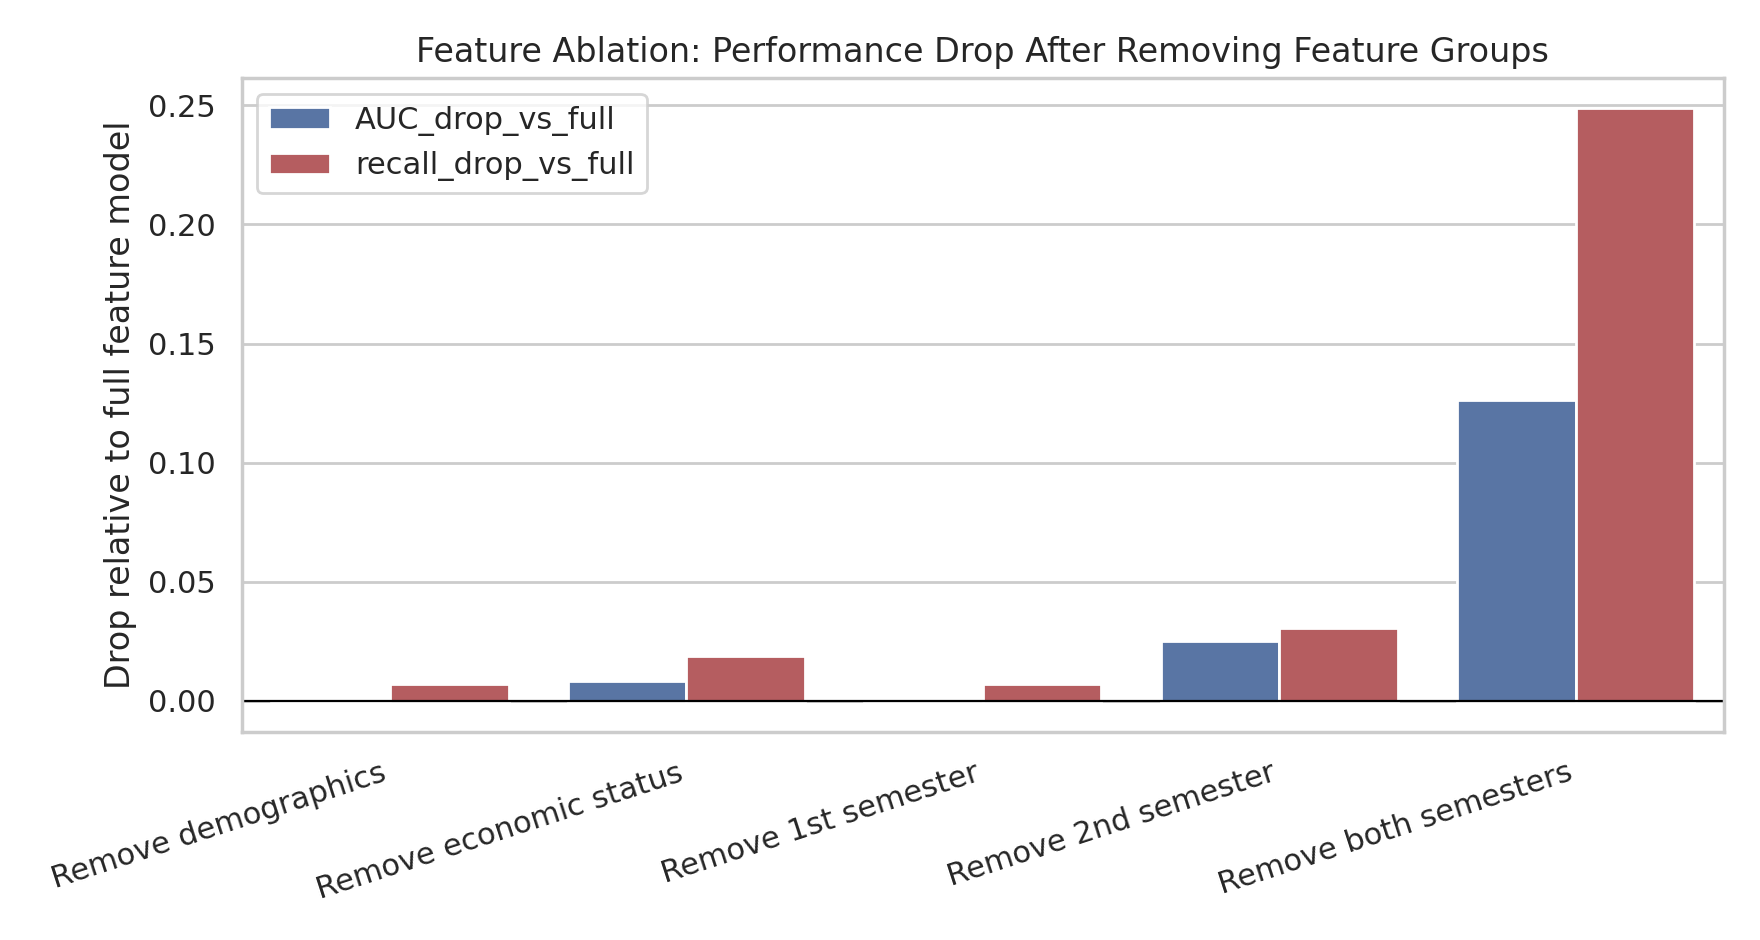 Feature Ablation: Performance Drop After Removing Feature Groups
AUC_drop_vs_full
recall_drop_vs_full
Drop relative to full feature model
0.25
0.20
0.15
0.10
0.05
0.00
Remove demographics
Remove economic status
Remove 1st semester
Remove 2nd semester
Remove both semesters